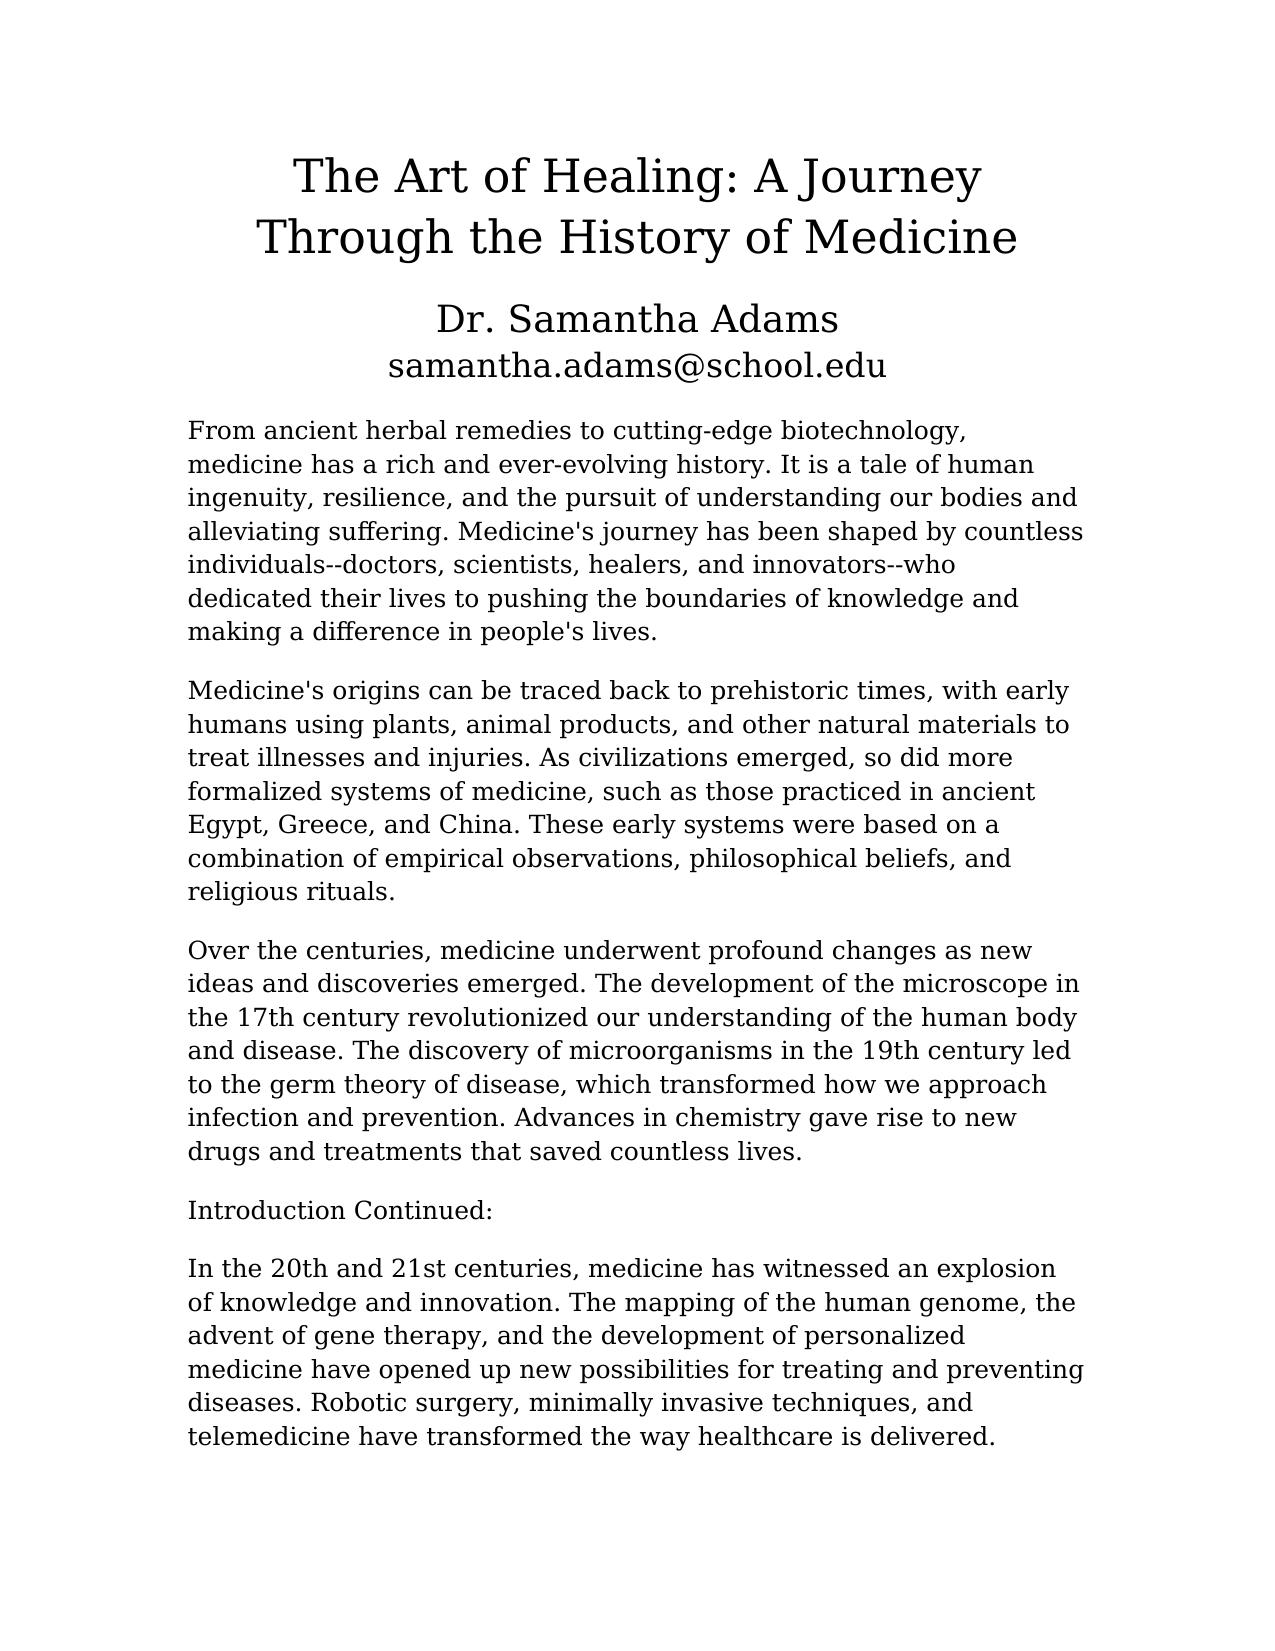 The Art of Healing: A Journey
Through the History of Medicine
Dr. Samantha Adams
samantha.adams@school.edu
From ancient herbal remedies to cutting-edge biotechnology,
medicine has a rich and ever-evolving history. It is a tale of human
ingenuity, resilience, and the pursuit of understanding our bodies and
alleviating suffering. Medicine's journey has been shaped by countless
individuals--doctors, scientists, healers, and innovators--who
dedicated their lives to pushing the boundaries of knowledge and
making a difference in people's lives.
Medicine's origins can be traced back to prehistoric times, with early
humans using plants, animal products, and other natural materials to
treat illnesses and injuries. As civilizations emerged, so did more
formalized systems of medicine, such as those practiced in ancient
Egypt, Greece, and China. These early systems were based on a
combination of empirical observations, philosophical beliefs, and
religious rituals.
Over the centuries, medicine underwent profound changes as new
ideas and discoveries emerged. The development of the microscope in
the 17th century revolutionized our understanding of the human body
and disease. The discovery of microorganisms in the 19th century led
to the germ theory of disease, which transformed how we approach
infection and prevention. Advances in chemistry gave rise to new
drugs and treatments that saved countless lives.
Introduction Continued:
In the 20th and 21st centuries, medicine has witnessed an explosion
of knowledge and innovation. The mapping of the human genome, the
advent of gene therapy, and the development of personalized
medicine have opened up new possibilities for treating and preventing
diseases. Robotic surgery, minimally invasive techniques, and
telemedicine have transformed the way healthcare is delivered.